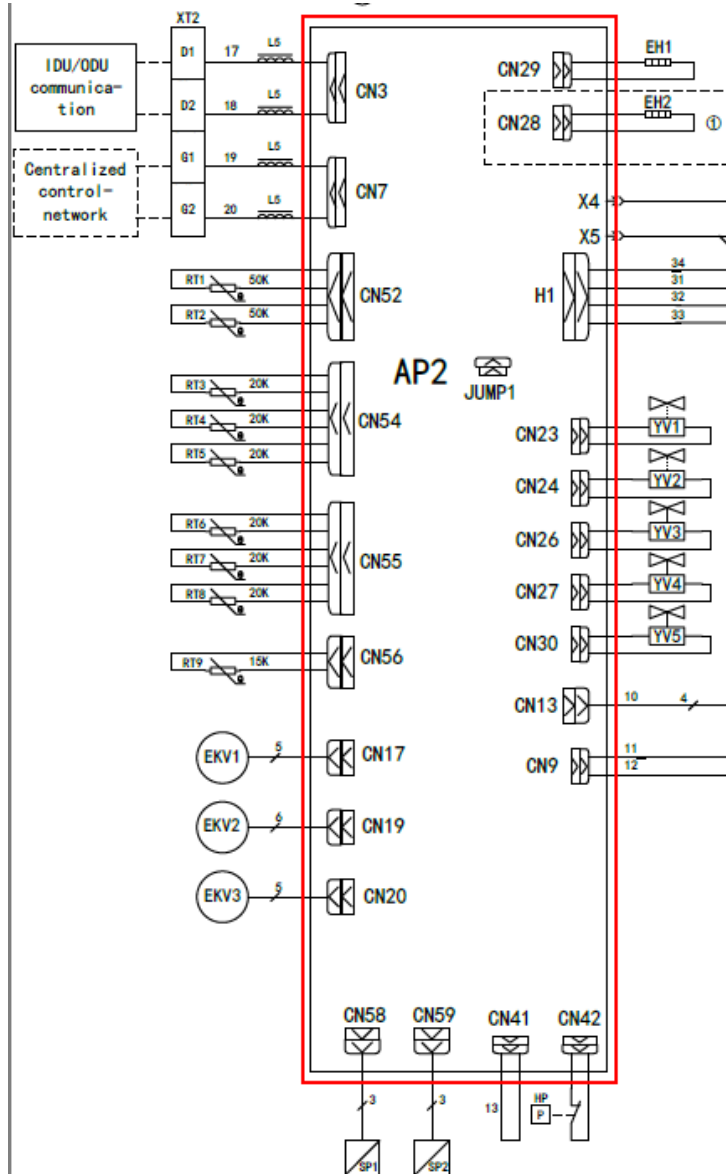 XT2
IDU/ODU
communica-
tion
D1 17 L5
CN3
D2 18 L5
Centralized
control-
network
G1 19 L5
CN7
G2 20 L5
CN29 EH1
CN28 EH2 ①
X4
X5
RT1 50K
CN52
RT2 50K
H1
34
31
32
33
AP2
JUMP1
RT3 20K
RT4 20K
CN54
RT5 20K
CN23 YV1
CN24 YV2
RT6 20K
CN26 YV3
RT7 20K
CN55
RT8 20K
CN27 YV4
CN30 YV5
CN56
RT9 15K
CN13 10 4
EKV1 5 CN17
CN9
11
12
EKV2 6 CN19
EKV3 5 CN20
CN58 CN59 CN41 CN42
3 3 13
HP
P
SP1 SP2